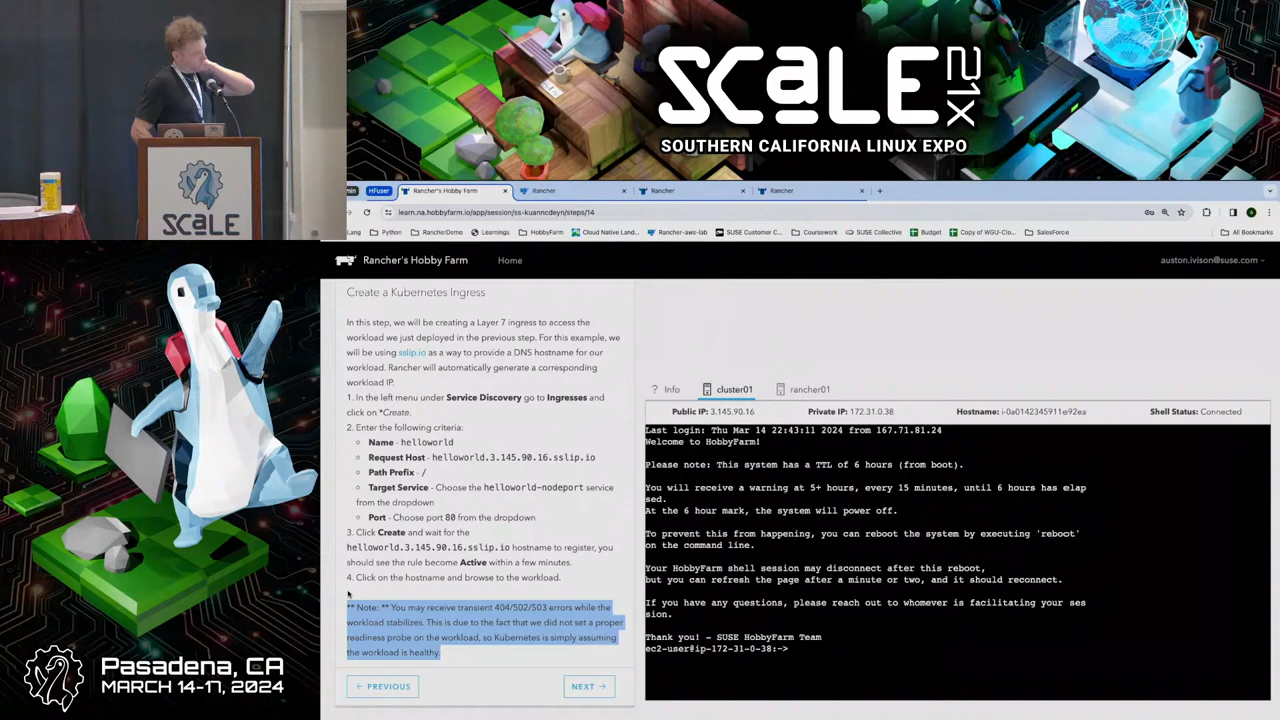 SCALE 21X
SOUTHERN CALIFORNIA LINUX EXPO
SCALE
HFuser
Rancher's Hobby Farm
Rancher
Rancher
Rancher
learn.na.hobbyfarm.io/app/session/ss-kuanncdeyn/steps/14
Lang
Python
RancherDemo
Learnings
HobbyFarm
Cloud Native Land...
Rancher-aws-lab
SUSE Customer C...
Coursework
SUSE Collective
Budget
Copy of WGU-Clo...
SalesForce
All Bookmarks
Rancher's Hobby Farm
Home
auston.ivison@suse.com
Create a Kubernetes Ingress
In this step, we will be creating a Layer 7 ingress to access the
workload we just deployed in the previous step. For this example, we
will be using sslip.io as a way to provide a DNS hostname for our
workload. Rancher will automatically generate a corresponding
workload IP.
1. In the left menu under Service Discovery go to Ingresses and
click on *Create.
2. Enter the following criteria:
Name - helloworld
Request Host - helloworld.3.145.90.16.sslip.io
Path Prefix - /
Target Service - Choose the helloworld-nodeport service
from the dropdown
Port - Choose port 80 from the dropdown
3. Click Create and wait for the
helloworld.3.145.90.16.sslip.io hostname to register, you
should see the rule become Active within a few minutes.
4. Click on the hostname and browse to the workload.
** Note: ** You may receive transient 404/502/503 errors while the
workload stabilizes. This is due to the fact that we did not set a proper
readiness probe on the workload, so Kubernetes is simply assuming
the workload is healthy.
PREVIOUS
NEXT
? Info
cluster01
rancher01
Public IP: 3.145.90.16
Private IP: 172.31.0.38
Hostname: i-0a0142345911e92ea
Shell Status: Connected
Last login: Thu Mar 14 22:43:11 2024 from 167.71.81.24
Welcome to HobbyFarm!
Please note: This system has a TTL of 6 hours (from boot).
You will receive a warning at 5+ hours, every 15 minutes, until 6 hours has elap
sed.
At the 6 hour mark, the system will power off.
To prevent this from happening, you can reboot the system by executing 'reboot'
on the command line.
Your HobbyFarm shell session may disconnect after this reboot,
but you can refresh the page after a minute or two, and it should reconnect.
If you have any questions, please reach out to whomever is facilitating your ses
sion.
Thank you! - SUSE HobbyFarm Team
ec2-user@ip-172-31-0-38:~>
Pasadena, CA
MARCH 14-17, 2024